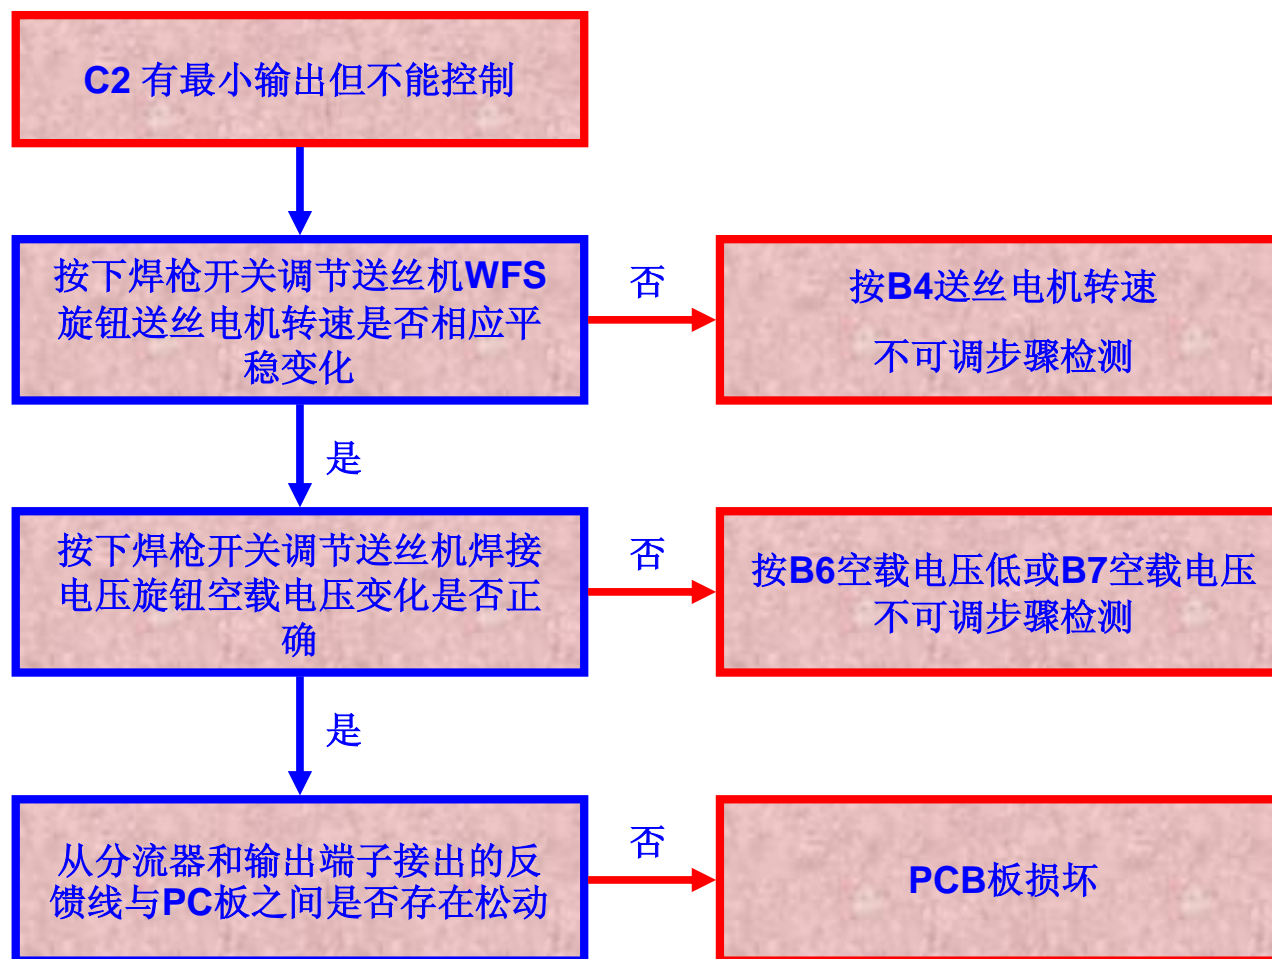 C2 有最小输出但不能控制
按下焊枪开关调节送丝机WFS
旋钮送丝电机转速是否相应平
稳变化
否
按B4送丝电机转速
不可调步骤检测
是
按下焊枪开关调节送丝机焊接
电压旋钮空载电压变化是否正
确
否
按B6空载电压低或B7空载电压
不可调步骤检测
是
从分流器和输出端子接出的反
馈线与PC板之间是否存在松动
否
PCB板损坏